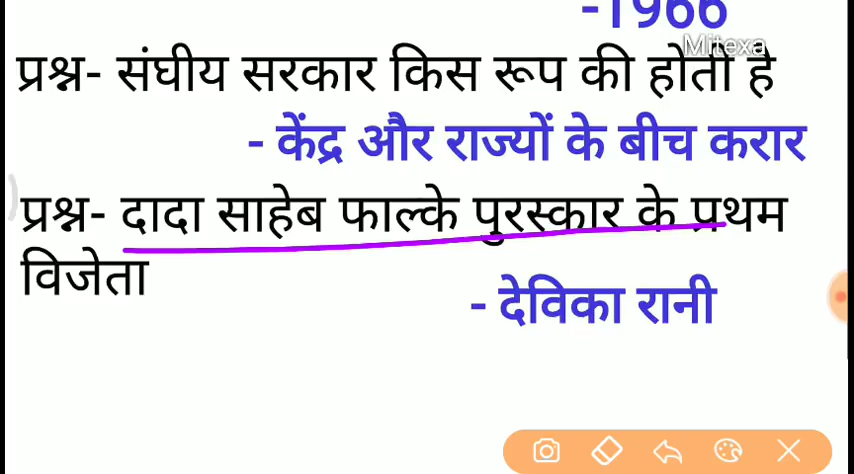 -1966
Mitexa
प्रश्न- संघीय सरकार किस रूप की होती है
- केंद्र और राज्यों के बीच करार
प्रश्न- दादा साहेब फाल्के पुरस्कार के प्रथम
विजेता
- देविका रानी